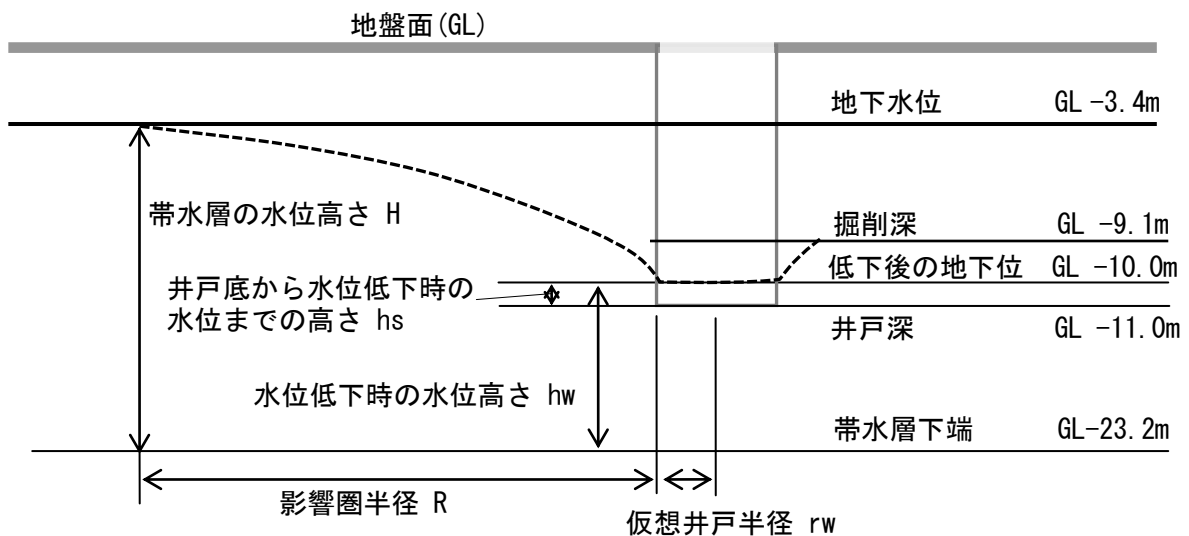 地盤面(GL)
地下水位 GL -3.4m
帯水層の水位高さ H
掘削深 GL -9.1m
低下後の地下位 GL -10.0m
井戸底から水位低下時の
水位までの高さ hs
井戸深 GL -11.0m
水位低下時の水位高さ hw
帯水層下端 GL-23.2m
影響圏半径 R
仮想井戸半径 rw